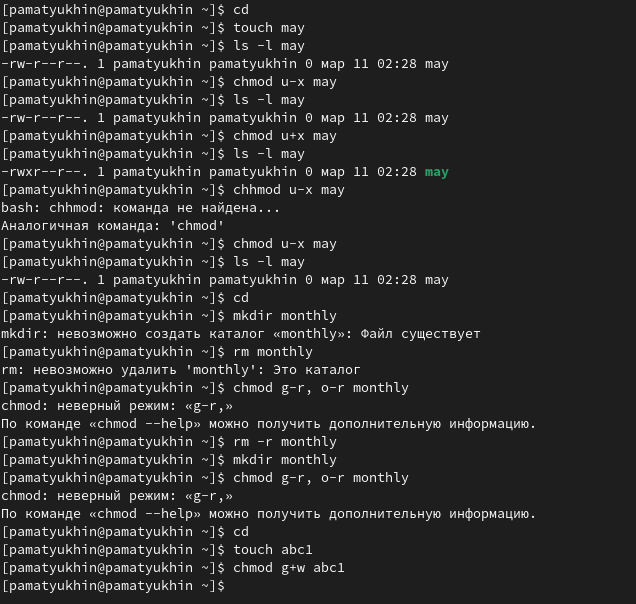 [pamatyukhin@pamatyukhin ~]$ cd
[pamatyukhin@pamatyukhin ~]$ touch may
[pamatyukhin@pamatyukhin ~]$ ls -l may
-rw-r--r--. 1 pamatyukhin pamatyukhin 0 мар 11 02:28 may
[pamatyukhin@pamatyukhin ~]$ chmod u-x may
[pamatyukhin@pamatyukhin ~]$ ls -l may
-rw-r--r--. 1 pamatyukhin pamatyukhin 0 мар 11 02:28 may
[pamatyukhin@pamatyukhin ~]$ chmod u+x may
[pamatyukhin@pamatyukhin ~]$ ls -l may
-rwxr--r--. 1 pamatyukhin pamatyukhin 0 мар 11 02:28 may
[pamatyukhin@pamatyukhin ~]$ chhmod u-x may
bash: chhmod: команда не найдена...
Аналогичная команда: 'chmod'
[pamatyukhin@pamatyukhin ~]$ chmod u-x may
[pamatyukhin@pamatyukhin ~]$ ls -l may
-rw-r--r--. 1 pamatyukhin pamatyukhin 0 мар 11 02:28 may
[pamatyukhin@pamatyukhin ~]$ cd
[pamatyukhin@pamatyukhin ~]$ mkdir monthly
mkdir: невозможно создать каталог «monthly»: Файл существует
[pamatyukhin@pamatyukhin ~]$ rm monthly
rm: невозможно удалить 'monthly': Это каталог
[pamatyukhin@pamatyukhin ~]$ chmod g-r, o-r monthly
chmod: неверный режим: «g-r,»
По команде «chmod --help» можно получить дополнительную информацию.
[pamatyukhin@pamatyukhin ~]$ rm -r monthly
[pamatyukhin@pamatyukhin ~]$ mkdir monthly
[pamatyukhin@pamatyukhin ~]$ chmod g-r, o-r monthly
chmod: неверный режим: «g-r,»
По команде «chmod --help» можно получить дополнительную информацию.
[pamatyukhin@pamatyukhin ~]$ cd
[pamatyukhin@pamatyukhin ~]$ touch abc1
[pamatyukhin@pamatyukhin ~]$ chmod g+w abc1
[pamatyukhin@pamatyukhin ~]$